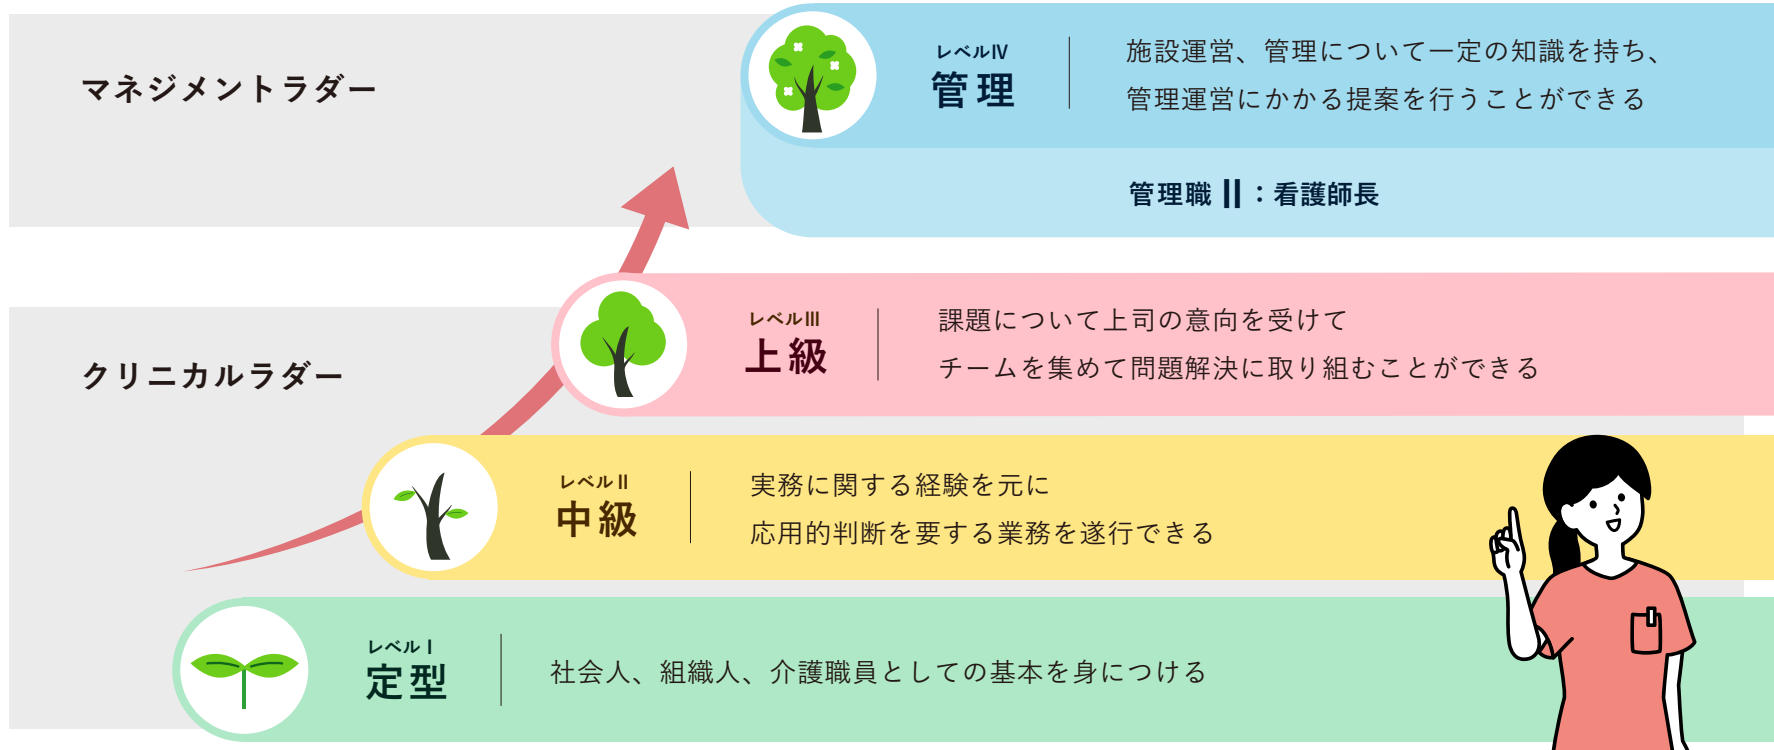 マネジメントラダー
レベルⅣ
管理
施設運営、管理について一定の知識を持ち、
管理運営にかかる提案を行うことができる
管理職 Ⅱ：看護師長
クリニカルラダー
レベルⅢ
上級
課題について上司の意向を受けて
チームを集めて問題解決に取り組むことができる
レベルⅡ
中級
実務に関する経験を元に
応用的判断を要する業務を遂行できる
レベルⅠ
定型
社会人、組織人、介護職員としての基本を身につける